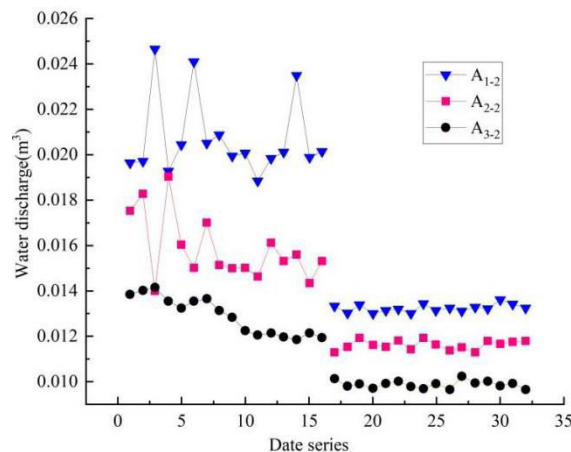 0.026
0.024
0.022
0.020
0.018
0.016
0.014
0.012
0.010
Water discharge(m³)
A₁₋₂
A₂₋₂
A₃₋₂
0 5 10 15 20 25 30 35
Date series